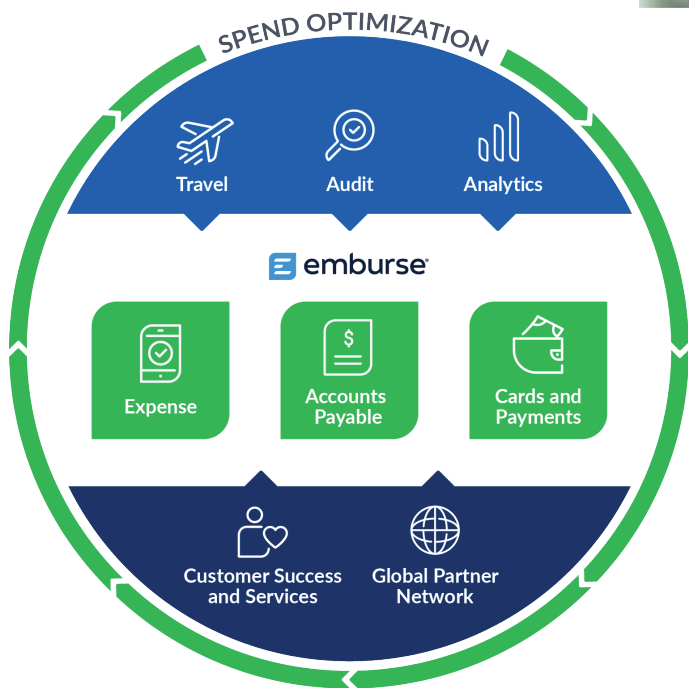 SPEND OPTIMIZATION
Travel
Audit
Analytics
emburse
Expense
Accounts
Payable
$
Cards and
Payments
Customer Success
and Services
Global Partner
Network